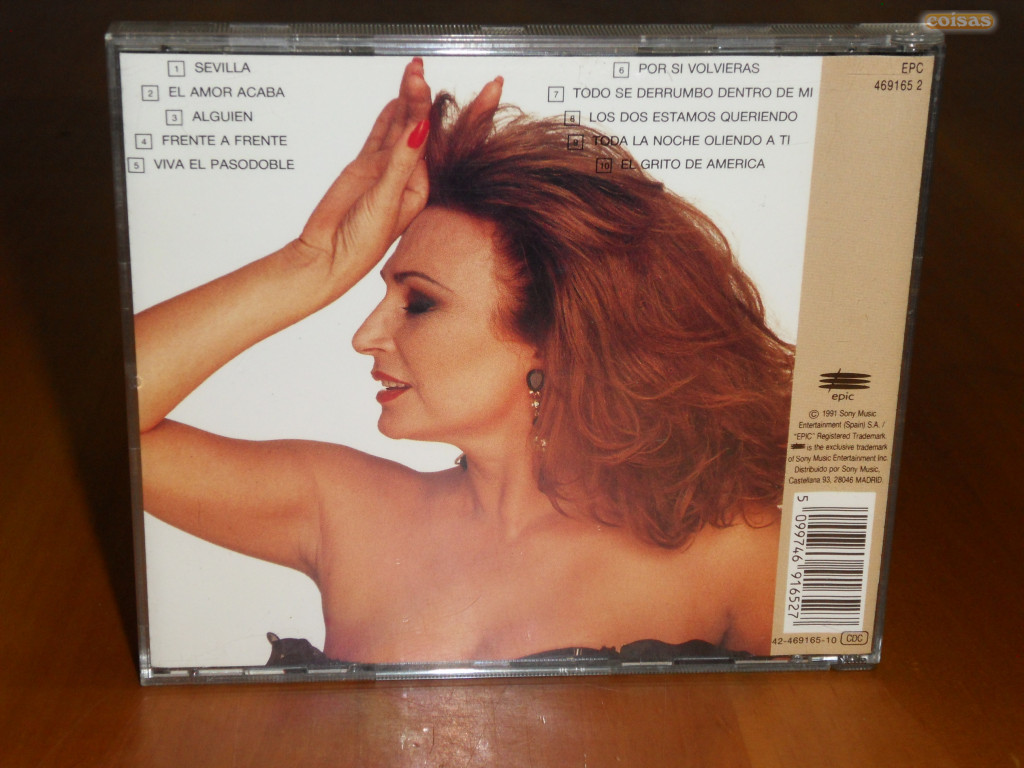 coisas
1 SEVILLA
2 EL AMOR ACABA
3 ALGUIEN
4 FRENTE A FRENTE
5 VIVA EL PASODOBLE
6 POR SI VOLVIERAS
7 TODO SE DERRUMBO DENTRO DE MI
8 LOS DOS ESTAMOS QUERIENDO
9 TODA LA NOCHE OLIENDO A TI
10 EL GRITO DE AMERICA
EPC
469165 2
epic
© 1991 Sony Music
Entertainment (Spain) S.A. /
"EPIC" Registered Trademark.
is the exclusive trademark
of Sony Music Entertainment Inc.
Distribuido por Sony Music,
Castellana 93, 28046 MADRID.
5 099746 916527
42-469165-10 CDC